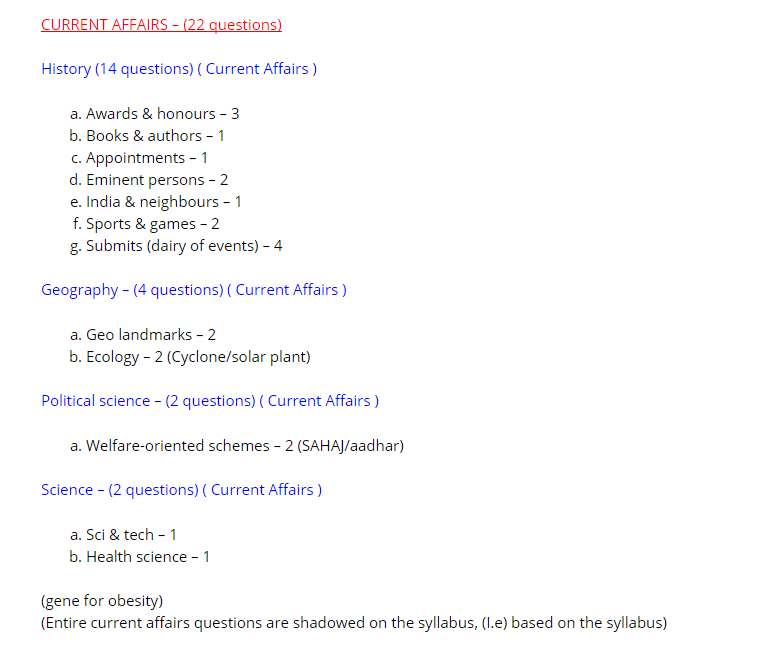 CURRENT AFFAIRS – (22 questions)
History (14 questions) ( Current Affairs )
a. Awards & honours – 3
b. Books & authors – 1
c. Appointments – 1
d. Eminent persons – 2
e. India & neighbours – 1
f. Sports & games – 2
g. Submits (dairy of events) – 4
Geography – (4 questions) ( Current Affairs )
a. Geo landmarks – 2
b. Ecology – 2 (Cyclone/solar plant)
Political science – (2 questions) ( Current Affairs )
a. Welfare-oriented schemes – 2 (SAHAJ/aadhar)
Science – (2 questions) ( Current Affairs )
a. Sci & tech – 1
b. Health science – 1
(gene for obesity)
(Entire current affairs questions are shadowed on the syllabus, (I.e) based on the syllabus)